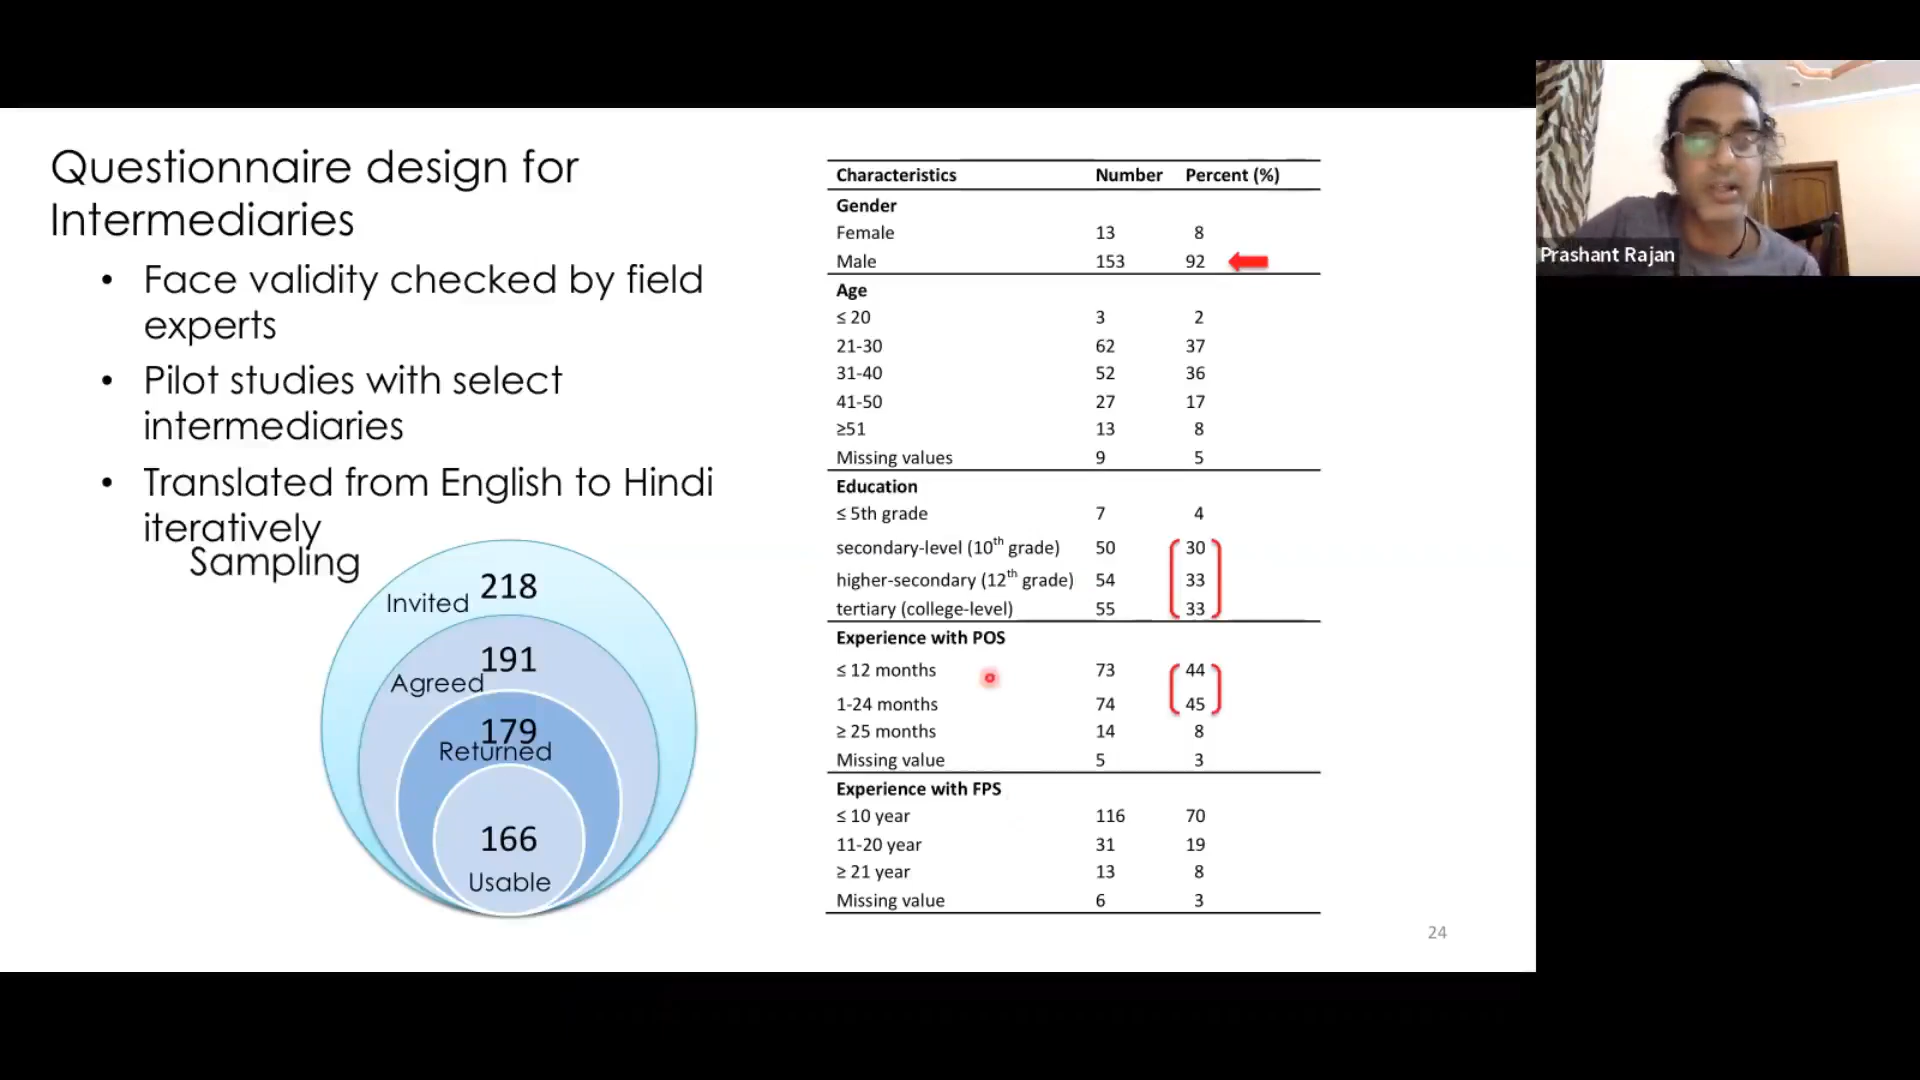 Questionnaire design for
Intermediaries
• Face validity checked by field
experts
• Pilot studies with select
intermediaries
• Translated from English to Hindi
iteratively
Sampling
218
Invited
191
Agreed
179
Returned
166
Usable
Characteristics Number Percent (%)
Gender
Female 13 8
Male 153 92
Age
≤ 20 3 2
21-30 62 37
31-40 52 36
41-50 27 17
≥51 13 8
Missing values 9 5
Education
≤ 5th grade 7 4
secondary-level (10th grade) 50 30
higher-secondary (12th grade) 54 33
tertiary (college-level) 55 33
Experience with POS
≤ 12 months 73 44
1-24 months 74 45
≥ 25 months 14 8
Missing value 5 3
Experience with FPS
≤ 10 year 116 70
11-20 year 31 19
≥ 21 year 13 8
Missing value 6 3
24
Prashant Rajan